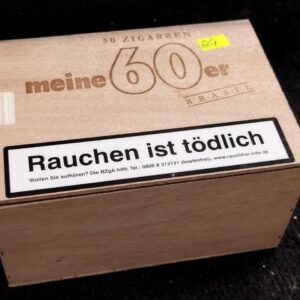 50 ZIGARREN
meine 60er
BRASIL
Rauchen ist tödlich
Wollen Sie aufhören? Die BZgA hilft: Tel.: 0800 8 313131 (kostenfrei), www.rauchfrei-info.de